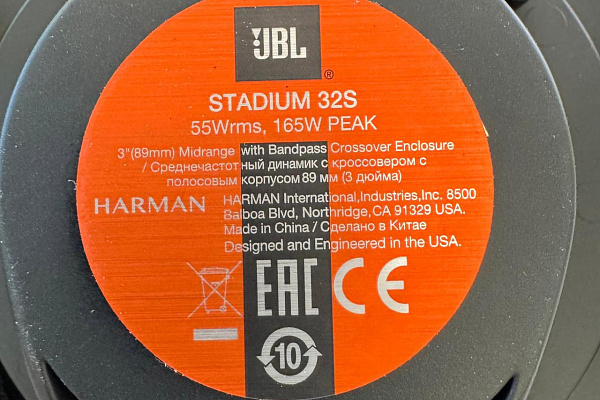 JBL
®
STADIUM 32S
55Wrms, 165W PEAK
3"(89mm) Midrange with Bandpass Crossover Enclosure
/ Среднечастотный динамик с кроссовером с
полосовым корпусом 89 мм (3 дюйма)
HARMAN
HARMAN International,Industries,Inc. 8500
Balboa Blvd, Northridge,CA 91329 USA.
Made in China / Сделано в Китае
Designed and Engineered in the USA.
EAC CE
10